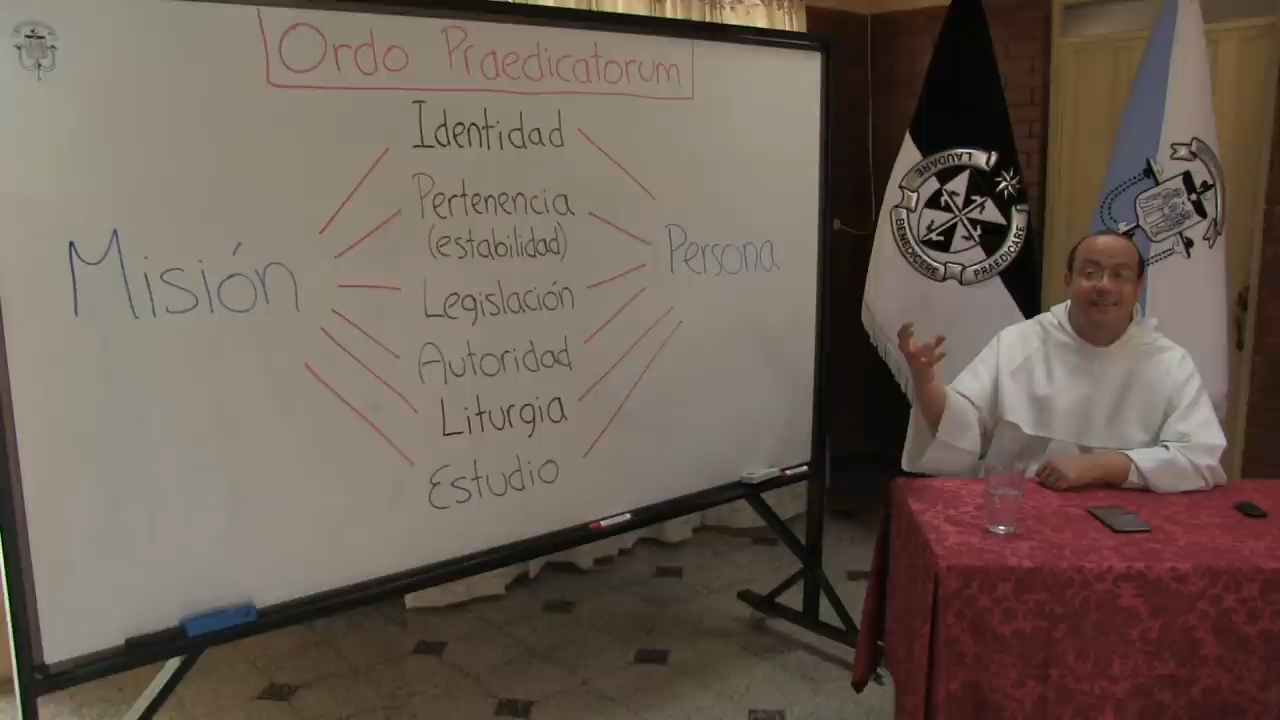 Ordo Praedicatorum
Identidad
Pertenencia
(estabilidad)
Misión
Persona
Legislación
Autoridad
Liturgia
Estudio
LAUDARE
BENEDICERE
PRAEDICARE